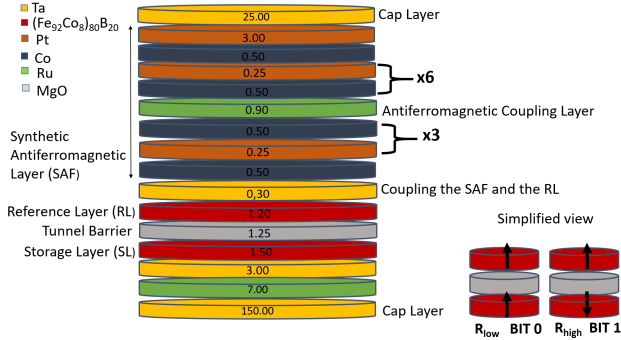 Ta
(Fe92Co8)80B20
Pt
Co
Ru
MgO
25.00
Cap Layer
3.00
0.50
0.25
0.50
x6
0.90
Antiferromagnetic Coupling Layer
0.50
0.25
x3
0.50
Synthetic
Antiferromagnetic
Layer (SAF)
0,30
Coupling the SAF and the RL
Reference Layer (RL)
1.20
Tunnel Barrier
1.25
Storage Layer (SL)
1.50
3.00
7.00
150.00
Cap Layer
Simplified view
Rlow BIT 0
Rhigh BIT 1